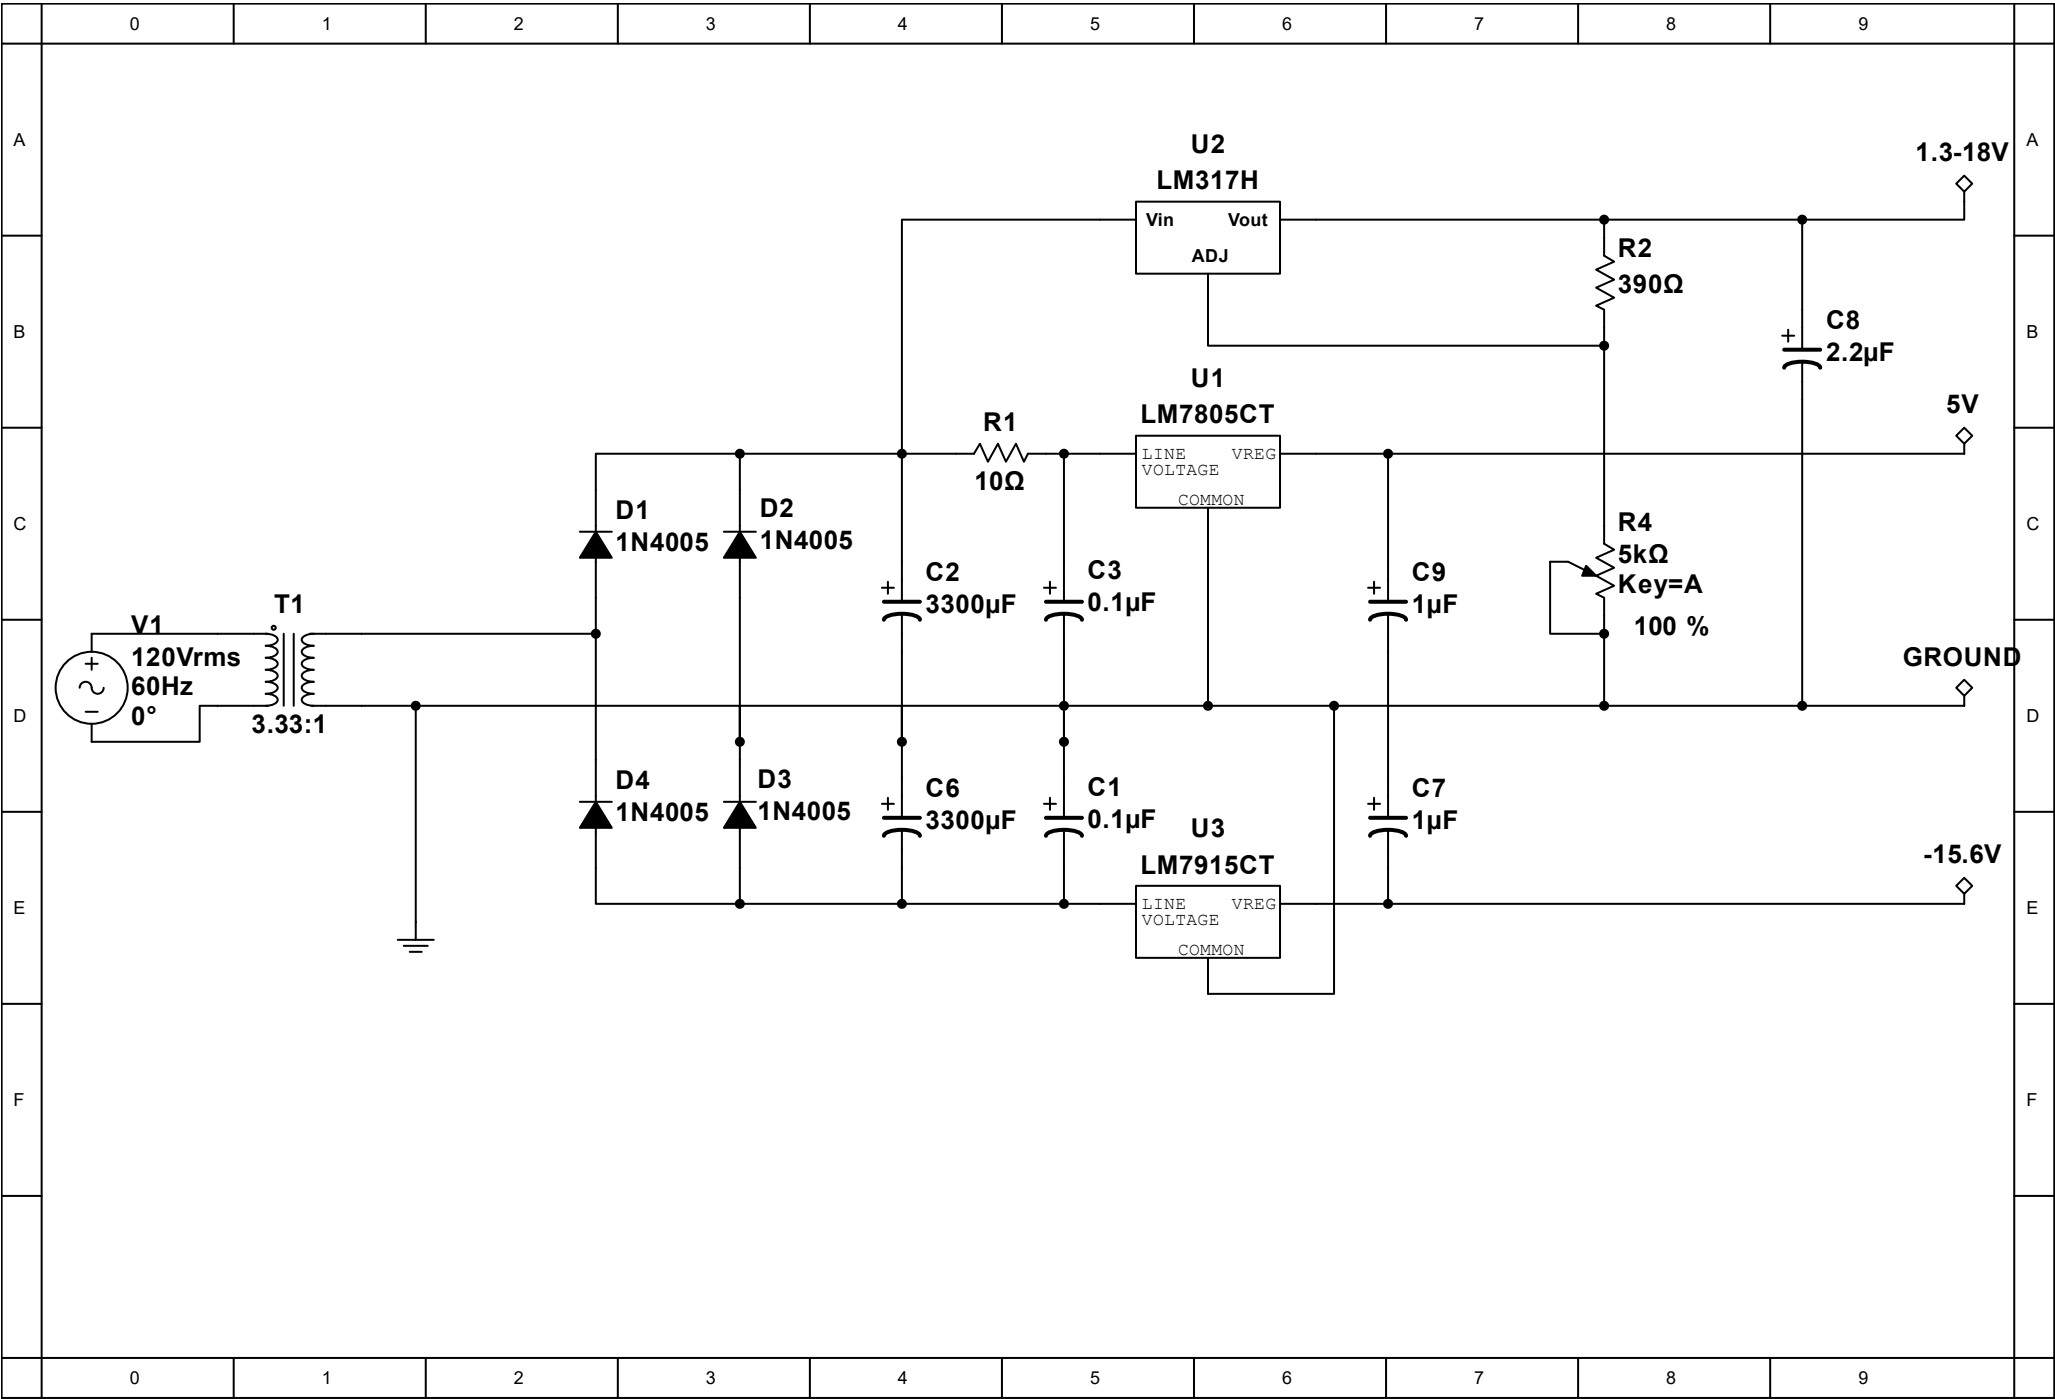 0 1 2 3 4 5 6 7 8 9
A
A
U2
LM317H
Vin Vout
ADJ
1.3-18V
R2
390Ω
B
B
C8
+
2.2µF
U1
LM7805CT
LINE VREG
VOLTAGE
COMMON
5V
R1
10Ω
C
C
D1
1N4005
D2
1N4005
C2
+
3300µF
C3
+
0.1µF
C9
+
1µF
R4
5kΩ
Key=A
100 %
V1
120Vrms
60Hz
0°
+
−
T1
3.33:1
GROUND
D
D
D4
1N4005
D3
1N4005
C6
+
3300µF
C1
+
0.1µF
C7
+
1µF
U3
LM7915CT
LINE VREG
VOLTAGE
COMMON
-15.6V
E
E
F
F
0 1 2 3 4 5 6 7 8 9